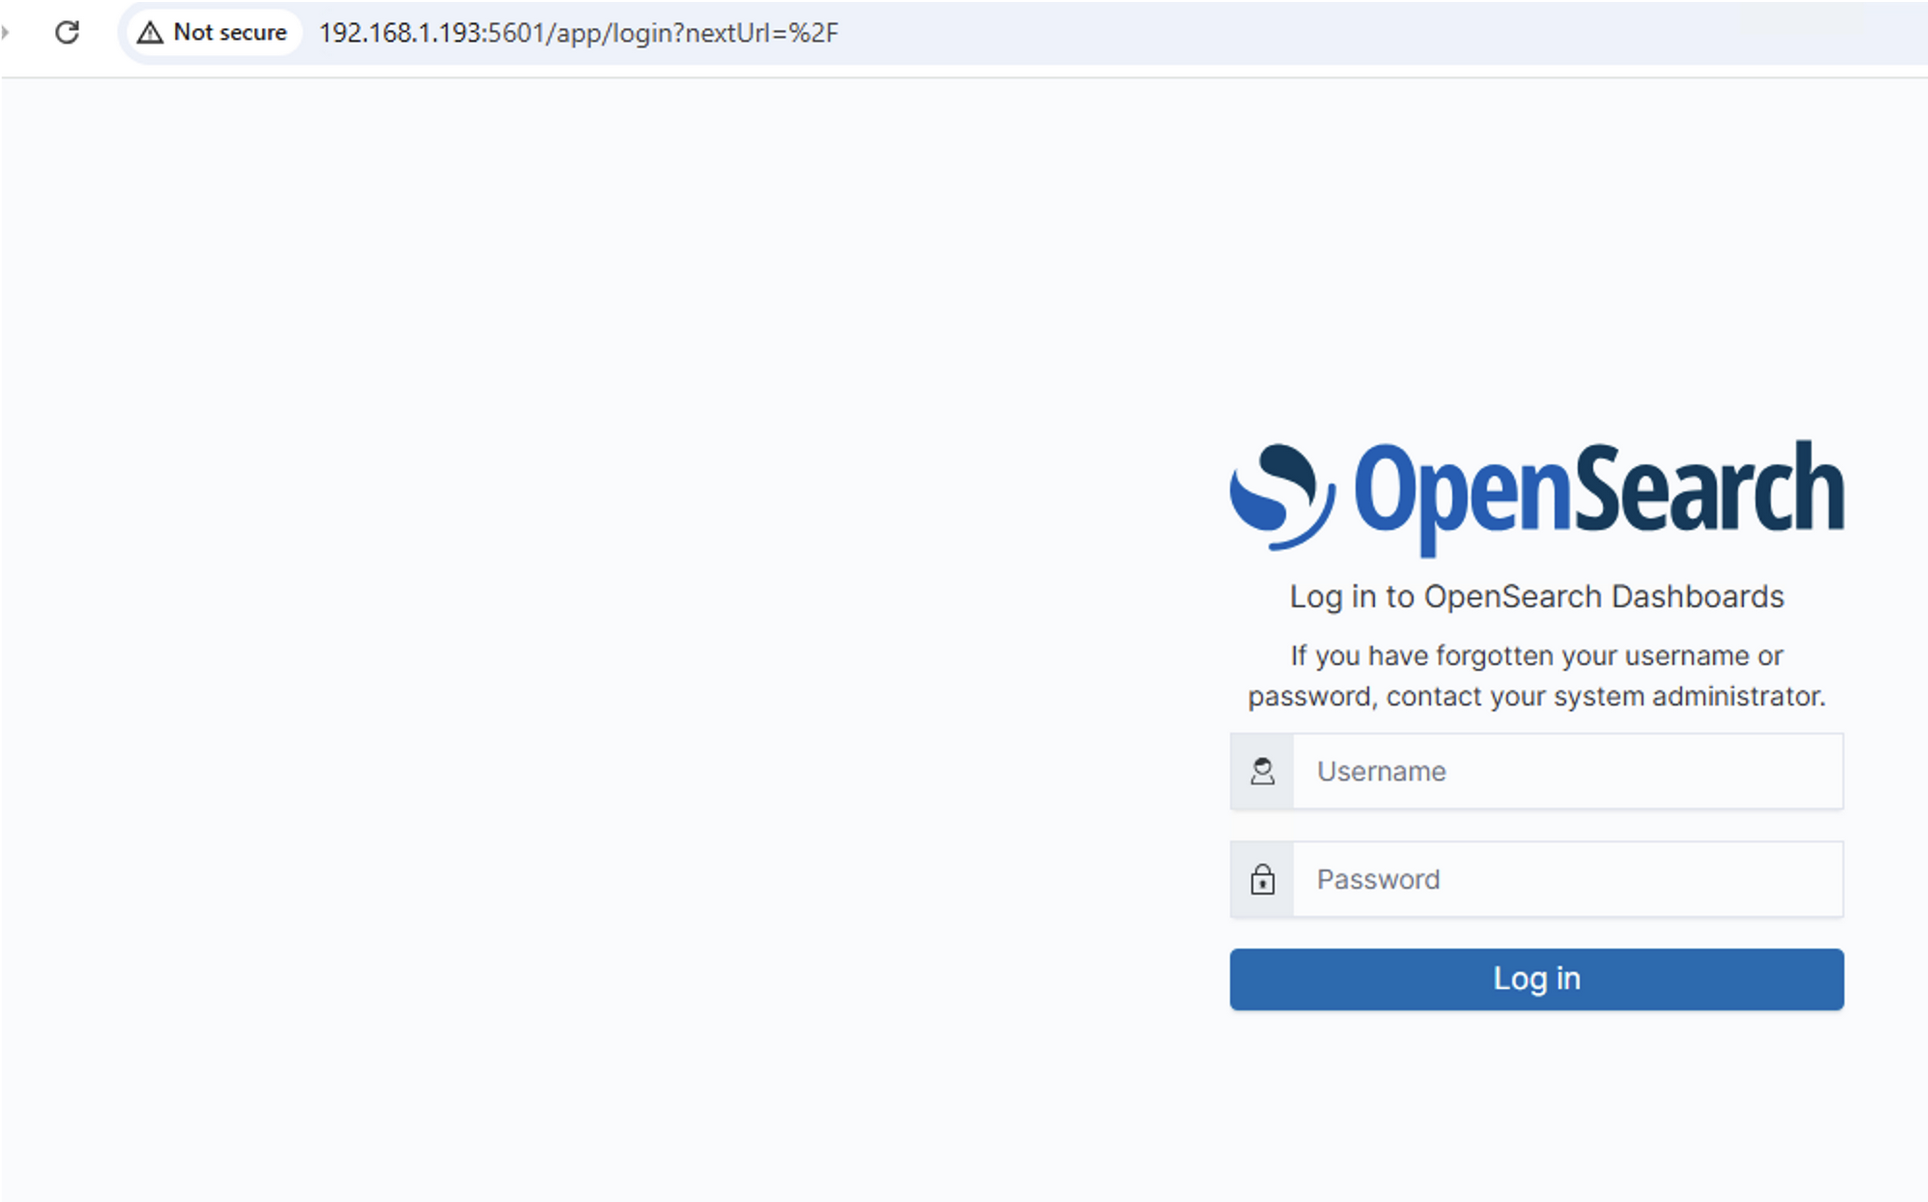 Not secure 192.168.1.193:5601/app/login?nextUrl=%2F
OpenSearch
Log in to OpenSearch Dashboards
If you have forgotten your username or
password, contact your system administrator.
Username
Password
Log in